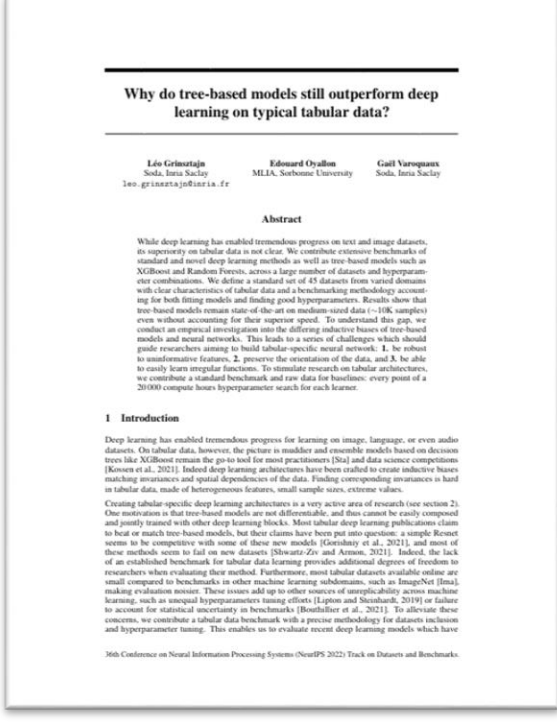 Why do tree-based models still outperform deep
learning on typical tabular data?
Léo Grinsztajn
Soda, Inria Saclay
leo.grinsztajn@inria.fr
Edouard Oyallon
MLIA, Sorbonne University
Gaël Varoquaux
Soda, Inria Saclay
Abstract
While deep learning has enabled tremendous progress on text and image datasets,
its superiority on tabular data is not clear. We contribute extensive benchmarks of
standard and novel deep learning methods as well as tree-based models such as
XGBoost and Random Forests, across a large number of datasets and hyperparam-
eter combinations. We define a standard set of 45 datasets from varied domains
with clear characteristics of tabular data and a benchmarking methodology account-
ing for both fitting models and finding good hyperparameters. Results show that
tree-based models remain state-of-the-art on medium-sized data (∼10K samples)
even without accounting for their superior speed. To understand this gap, we
conduct an empirical investigation into the differing inductive biases of tree-based
models and neural networks. This leads to a series of challenges which should
guide researchers aiming to build tabular-specific neural network: 1. be robust
to uninformative features, 2. preserve the orientation of the data, and 3. be able
to easily learn irregular functions. To stimulate research on tabular architectures,
we contribute a standard benchmark and raw data for baselines: every point of a
20 000 compute hours hyperparameter search for each learner.
1 Introduction
Deep learning has enabled tremendous progress for learning on image, language, or even audio
datasets. On tabular data, however, the picture is muddier and ensemble models based on decision
trees like XGBoost remain the go-to tool for most practitioners [Sta] and data science competitions
[Kossen et al., 2021]. Indeed deep learning architectures have been crafted to create inductive biases
matching invariances and spatial dependencies of the data. Finding corresponding invariances is hard
in tabular data, made of heterogeneous features, small sample sizes, extreme values.
Creating tabular-specific deep learning architectures is a very active area of research (see section 2).
One motivation is that tree-based models are not differentiable, and thus cannot be easily composed
and jointly trained with other deep learning blocks. Most tabular deep learning publications claim
to beat or match tree-based models, but their claims have been put into question: a simple Resnet
seems to be competitive with some of these new models [Gorishniy et al., 2021], and most of
these methods seem to fail on new datasets [Shwartz-Ziv and Armon, 2021]. Indeed, the lack
of an established benchmark for tabular data learning provides additional degrees of freedom to
researchers when evaluating their method. Furthermore, most tabular datasets available online are
small compared to benchmarks in other machine learning subdomains, such as ImageNet [Ima],
making evaluation noisier. These issues add up to other sources of unreplicability across machine
learning, such as unequal hyperparameters tuning efforts [Lipton and Steinhardt, 2019] or failure
to account for statistical uncertainty in benchmarks [Bouthillier et al., 2021]. To alleviate these
concerns, we contribute a tabular data benchmark with a precise methodology for datasets inclusion
and hyperparameter tuning. This enables us to evaluate recent deep learning models which have
36th Conference on Neural Information Processing Systems (NeurIPS 2022) Track on Datasets and Benchmarks.